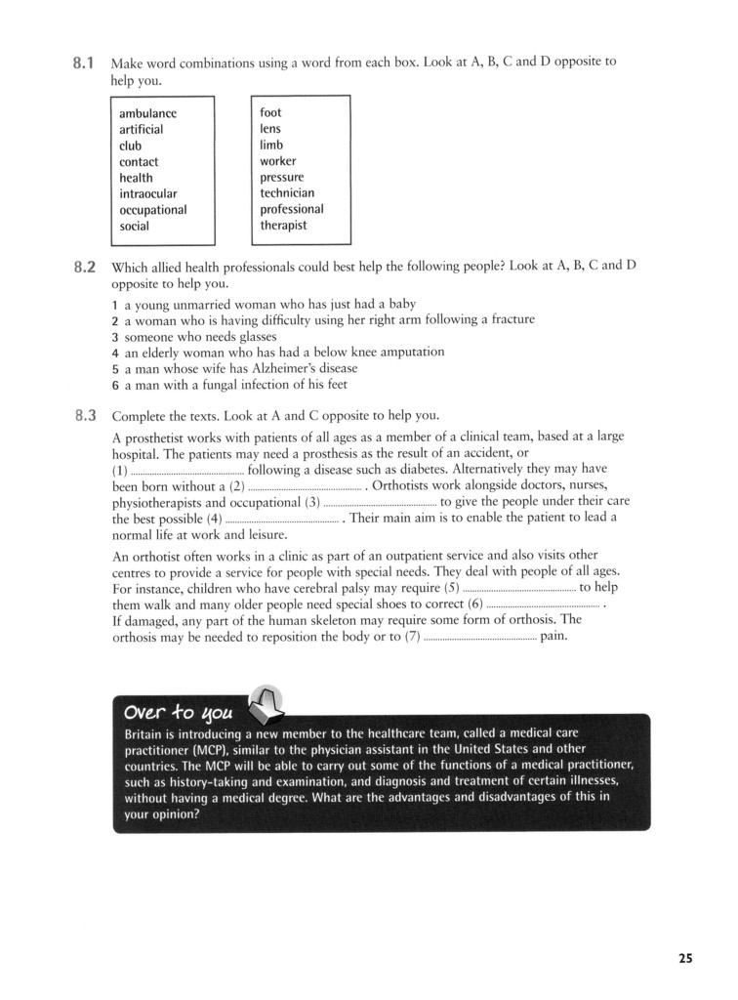 8.1 Make word combinations using a word from each box. Look at A, B, C and D opposite to
help you.
ambulance
artificial
club
contact
health
intraocular
occupational
social
foot
lens
limb
worker
pressure
technician
professional
therapist
8.2 Which allied health professionals could best help the following people? Look at A, B, C and D
opposite to help you.
1 a young unmarried woman who has just had a baby
2 a woman who is having difficulty using her right arm following a fracture
3 someone who needs glasses
4 an elderly woman who has had a below knee amputation
5 a man whose wife has Alzheimer's disease
6 a man with a fungal infection of his feet
8.3 Complete the texts. Look at A and C opposite to help you.
A prosthetist works with patients of all ages as a member of a clinical team, based at a large
hospital. The patients may need a prosthesis as the result of an accident, or
(1) ............................................... following a disease such as diabetes. Alternatively they may have
been born without a (2) ............................................... . Orthotists work alongside doctors, nurses,
physiotherapists and occupational (3) ............................................... to give the people under their care
the best possible (4) ............................................... . Their main aim is to enable the patient to lead a
normal life at work and leisure.
An orthotist often works in a clinic as part of an outpatient service and also visits other
centres to provide a service for people with special needs. They deal with people of all ages.
For instance, children who have cerebral palsy may require (5) ............................................... to help
them walk and many older people need special shoes to correct (6) ............................................... .
If damaged, any part of the human skeleton may require some form of orthosis. The
orthosis may be needed to reposition the body or to (7) ............................................... pain.
Over to you
Britain is introducing a new member to the healthcare team, called a medical care
practitioner (MCP), similar to the physician assistant in the United States and other
countries. The MCP will be able to carry out some of the functions of a medical practitioner,
such as history-taking and examination, and diagnosis and treatment of certain illnesses,
without having a medical degree. What are the advantages and disadvantages of this in
your opinion?
25